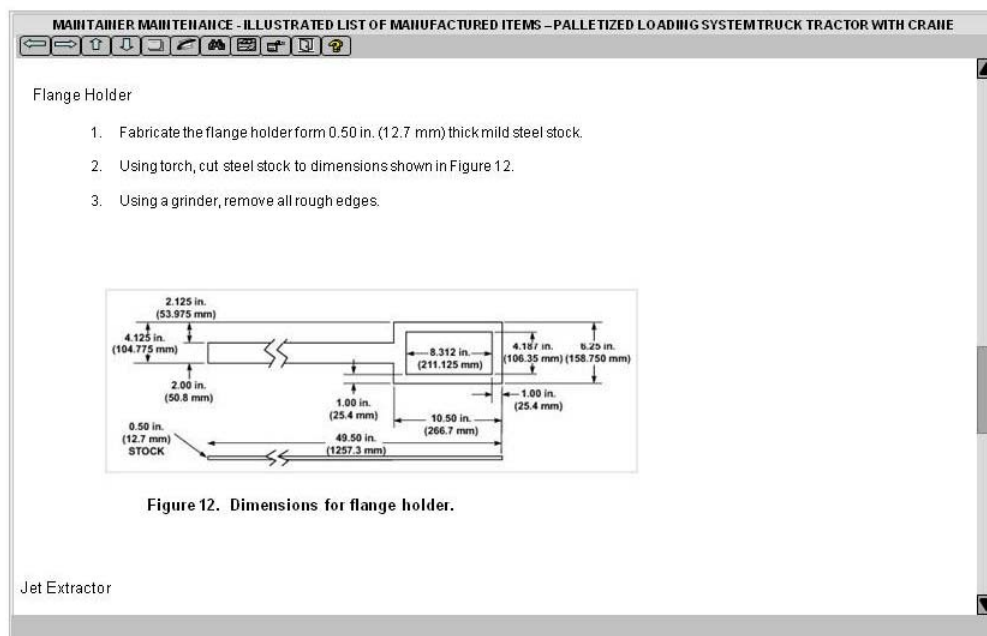 MAINTAINER MAINTENANCE - ILLUSTRATED LIST OF MANUFACTURED ITEMS – PALLETIZED LOADING SYSTEM TRUCK TRACTOR WITH CRANE
Flange Holder
1. Fabricate the flange holder form 0.50 in. (12.7 mm) thick mild steel stock.
2. Using torch, cut steel stock to dimensions shown in Figure 12.
3. Using a grinder, remove all rough edges.
2.125 in.
(53.975 mm)
4.125 in.
(104.775 mm)
2.00 in.
(50.8 mm)
8.312 in.
(211.125 mm)
4.187 in.
(106.35 mm)
6.25 in.
(158.750 mm)
1.00 in.
(25.4 mm)
1.00 in.
(25.4 mm)
10.50 in.
(266.7 mm)
0.50 in.
(12.7 mm)
STOCK
49.50 in.
(1257.3 mm)
Figure 12. Dimensions for flange holder.
Jet Extractor